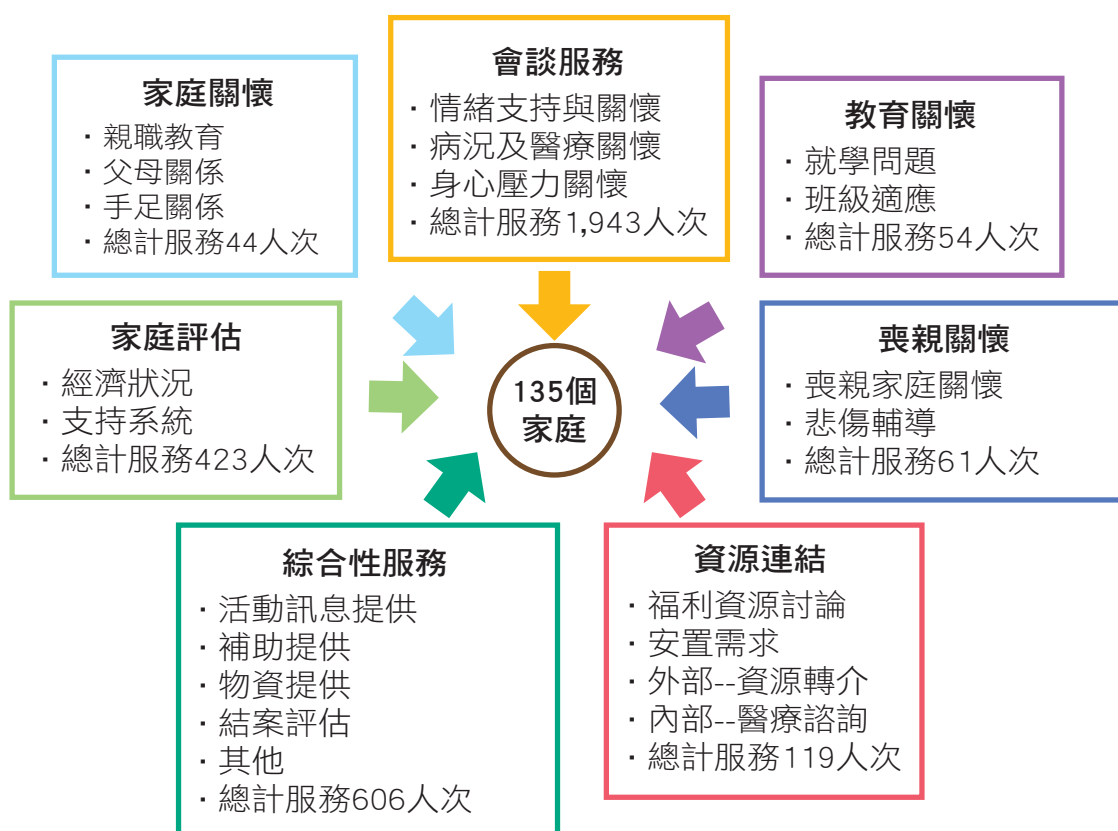 家庭關懷
・親職教育
・父母關係
・手足關係
・總計服務44人次
會談服務
・情緒支持與關懷
・病況及醫療關懷
・身心壓力關懷
・總計服務1,943人次
教育關懷
・就學問題
・班級適應
・總計服務54人次
家庭評估
・經濟狀況
・支持系統
・總計服務423人次
135個
家庭
喪親關懷
・喪親家庭關懷
・悲傷輔導
・總計服務61人次
綜合性服務
・活動訊息提供
・補助提供
・物資提供
・結案評估
・其他
・總計服務606人次
資源連結
・福利資源討論
・安置需求
・外部--資源轉介
・內部--醫療諮詢
・總計服務119人次